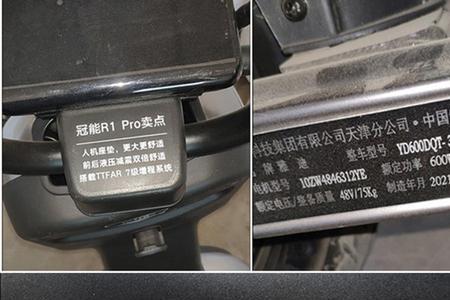 冠能R1 Pro卖点
人机座垫，更大更舒适
前后液压减震双倍舒适
搭载TTFAR 7级增程系统
技集团有限公司天津分公司·中国
牌 雅迪 整车型号 YD600DQT-3
电机型号 10ZW4846312YE 额定功率 600W
额定电压/整备质量 48V/75Kg 制造年月 2021